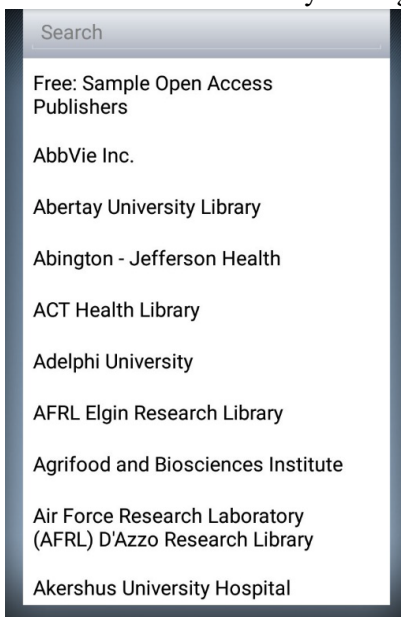 Search
Free: Sample Open Access
Publishers
AbbVie Inc.
Abertay University Library
Abington - Jefferson Health
ACT Health Library
Adelphi University
AFRL Elgin Research Library
Agrifood and Biosciences Institute
Air Force Research Laboratory
(AFRL) D'Azzo Research Library
Akershus University Hospital